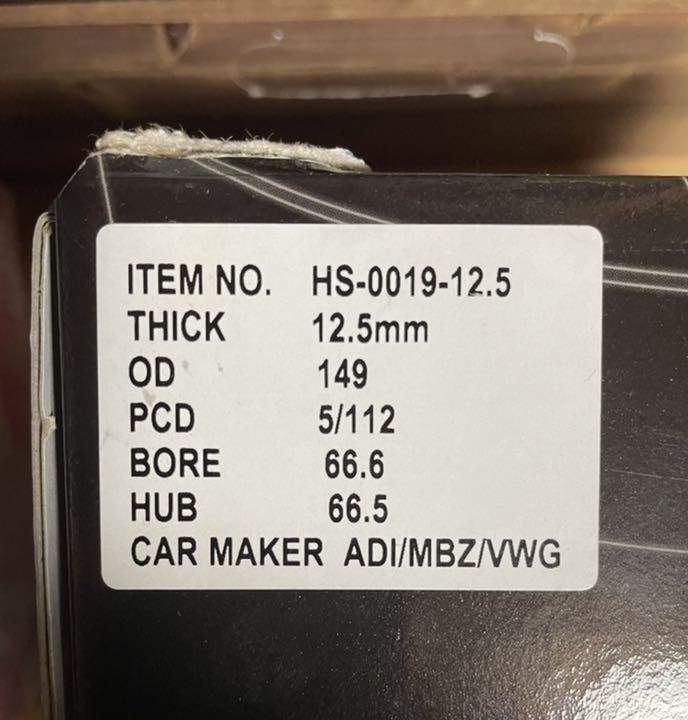 ITEM NO. HS-0019-12.5
THICK 12.5mm
OD 149
PCD 5/112
BORE 66.6
HUB 66.5
CAR MAKER ADI/MBZ/VWG